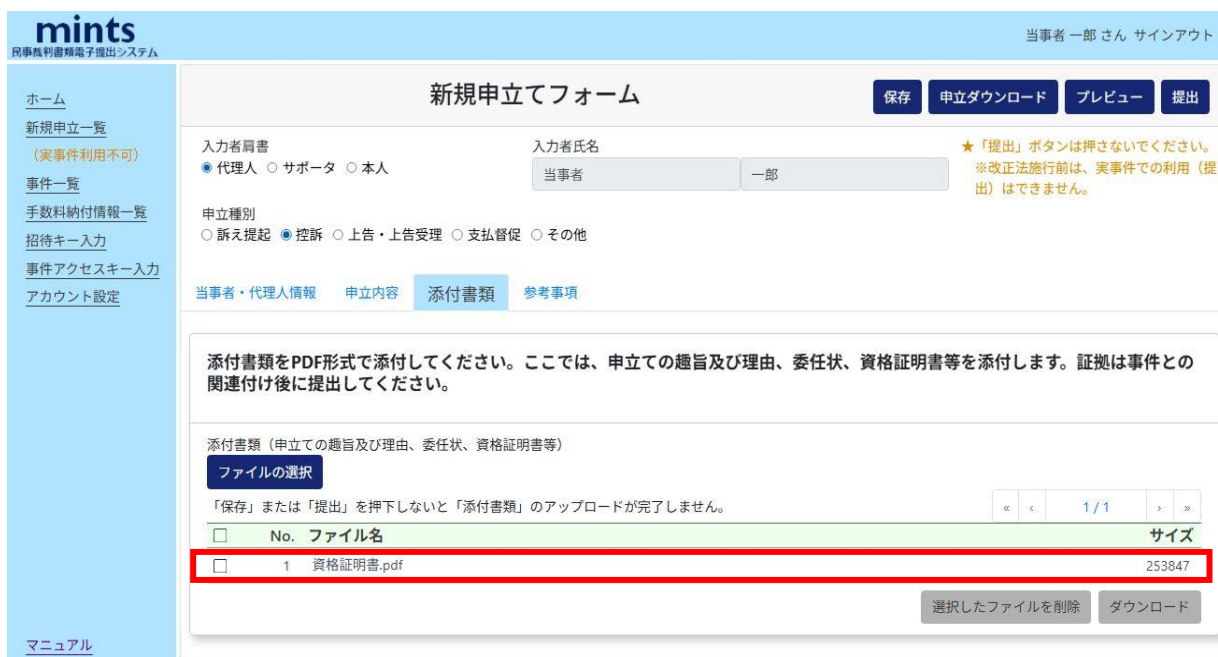 mints
民事裁判書類電子提出システム
当事者 一郎 さん サインアウト
ホーム
新規申立一覧
(実事件利用不可)
事件一覧
手数料納付情報一覧
招待キー入力
事件アクセスキー入力
アカウント設定
マニュアル
新規申立てフォーム
保存 申立ダウンロード プレビュー 提出
入力者肩書
代理人 サポータ 本人
入力者氏名
当事者 一郎
★「提出」ボタンは押さないでください。
※改正法施行前は、実事件での利用（提
出）はできません。
申立種別
訴え提起 控訴 上告・上告受理 支払督促 その他
当事者・代理人情報 申立内容 添付書類 参考事項
添付書類をPDF形式で添付してください。ここでは、申立ての趣旨及び理由、委任状、資格証明書等を添付します。証拠は事件との
関連付け後に提出してください。
添付書類（申立ての趣旨及び理由、委任状、資格証明書等）
ファイルの選択
「保存」または「提出」を押下しないと「添付書類」のアップロードが完了しません。
« ‹ 1 / 1 › »
No. ファイル名 サイズ
1 資格証明書.pdf 253847
選択したファイルを削除 ダウンロード